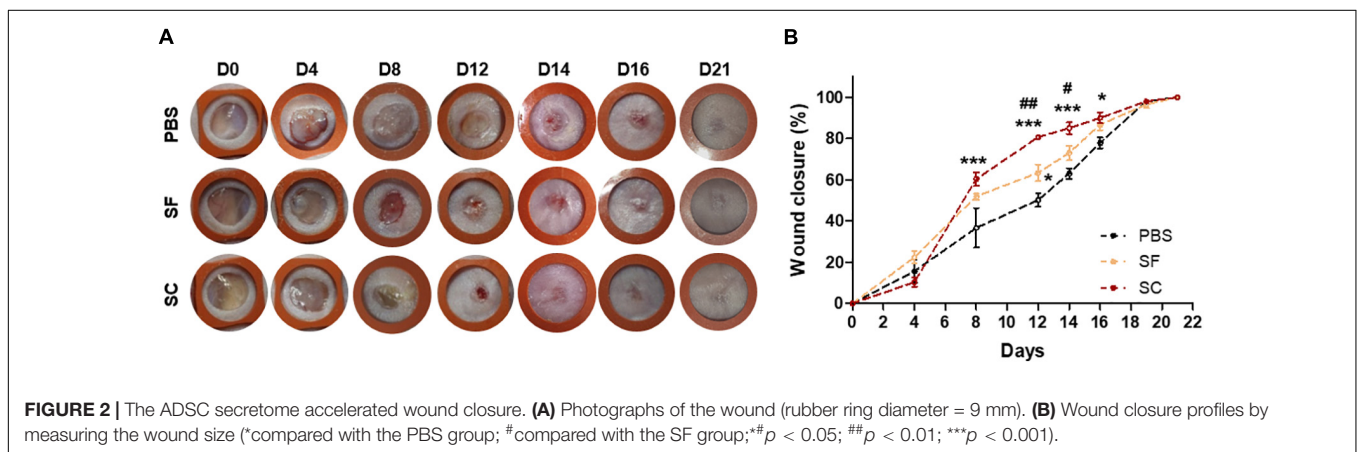 A
D0 D4 D8 D12 D14 D16 D21
PBS
SF
SC
B
Wound closure (%)
100
80
60
40
20
0
0 2 4 6 8 10 12 14 16 18 20 22
Days
***
##
***
*
#
***
*
PBS
SF
SC
FIGURE 2 | The ADSC secretome accelerated wound closure. (A) Photographs of the wound (rubber ring diameter = 9 mm). (B) Wound closure profiles by
measuring the wound size (*compared with the PBS group; #compared with the SF group;*#p < 0.05; ##p < 0.01; ***p < 0.001).